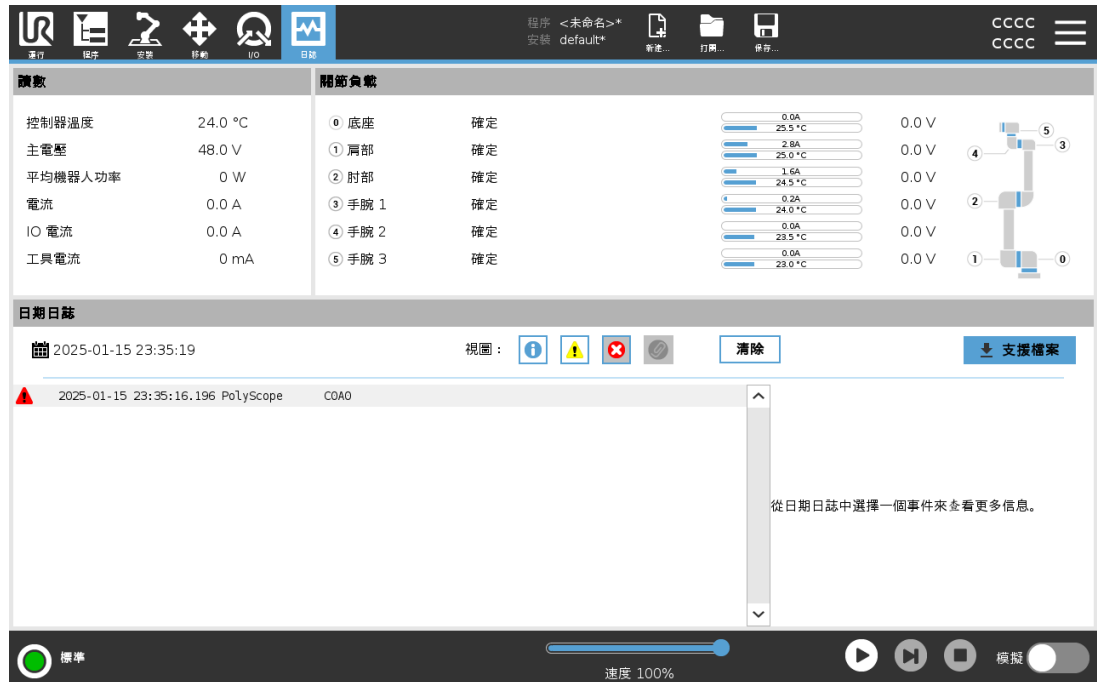 UR
運行 程序 安裝 移動 I/O 日誌
程序 <未命名>*
安裝 default*
新建... 打開... 保存...
CCCC
CCCC
讀數
控制器溫度 24.0 °C
主電壓 48.0 V
平均機器人功率 0 W
電流 0.0 A
IO 電流 0.0 A
工具電流 0 mA
關節負載
0 底座 確定 0.0A 25.5 °C 0.0 V
1 肩部 確定 2.8A 25.0 °C 0.0 V
2 肘部 確定 1.6A 24.5 °C 0.0 V
3 手腕 1 確定 0.2A 24.0 °C 0.0 V
4 手腕 2 確定 0.0A 23.5 °C 0.0 V
5 手腕 3 確定 0.0A 23.0 °C 0.0 V
5
3
4
2
1
0
日期日誌
2025-01-15 23:35:19 視圖： 清除 支援檔案
2025-01-15 23:35:16.196 PolyScope C0A0
從日期日誌中選擇一個事件來查看更多信息。
標準
速度 100%
模擬